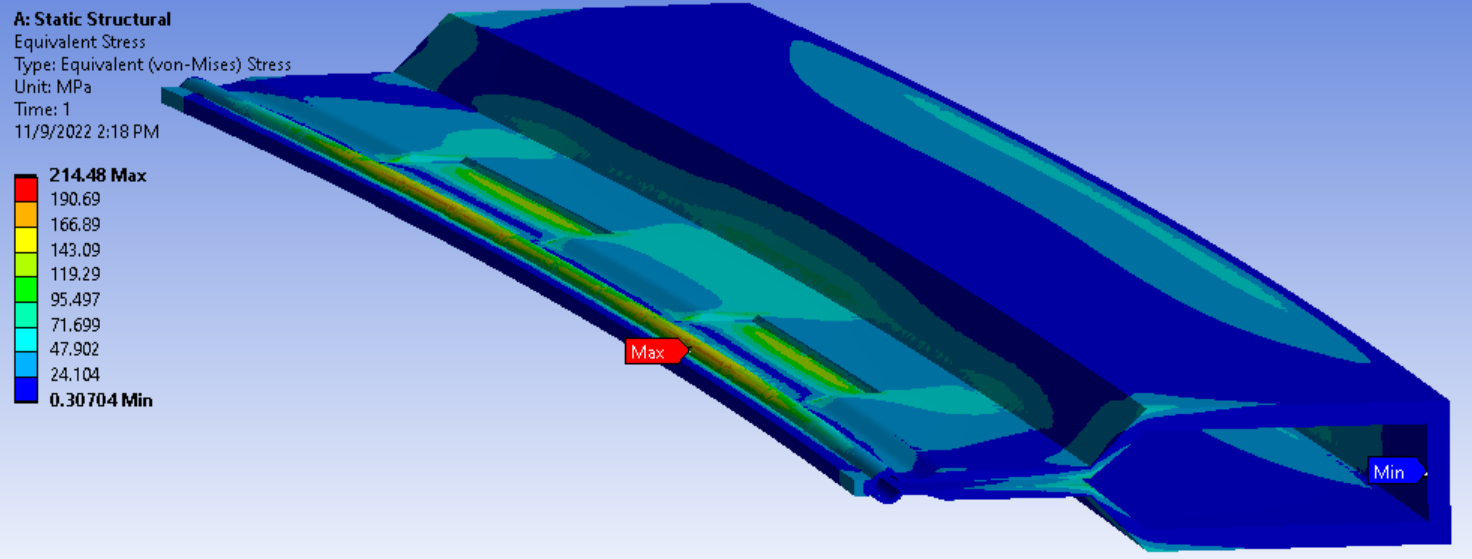 A: Static Structural
Equivalent Stress
Type: Equivalent (von-Mises) Stress
Unit: MPa
Time: 1
11/9/2022 2:18 PM
214.48 Max
190.69
166.89
143.09
119.29
95.497
71.699
47.902
24.104
0.30704 Min
Max
Min